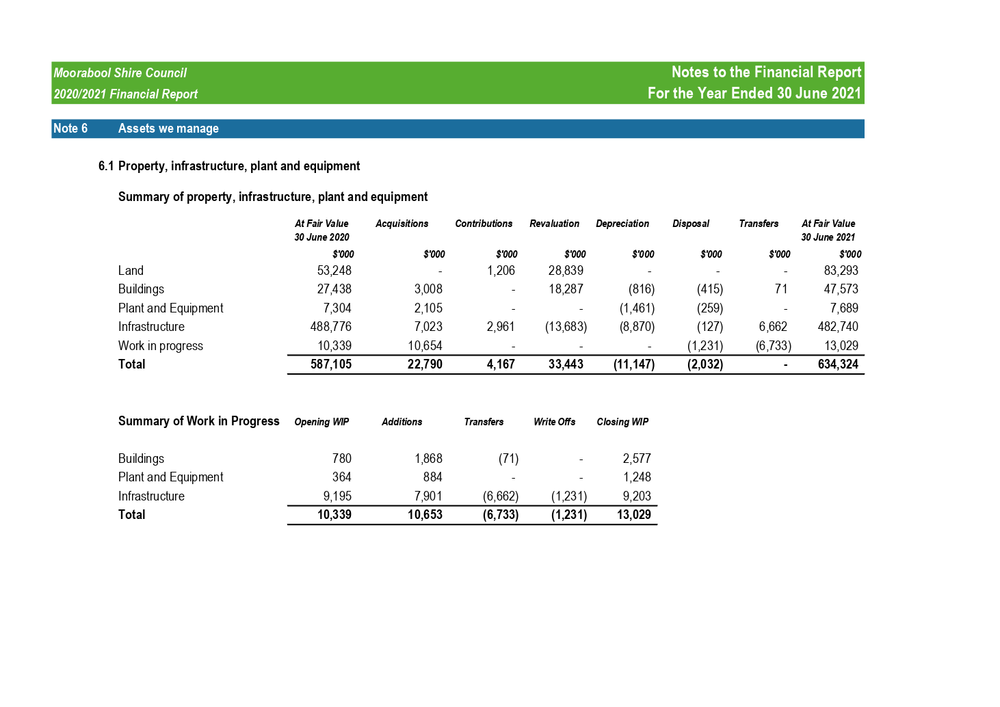 Moorabool Shire Council Notes to the Financial Report
2020/2021 Financial Report For the Year Ended 30 June 2021
Note 6 Assets we manage
6.1 Property, infrastructure, plant and equipment
Summary of property, infrastructure, plant and equipment
At Fair Value Acquisitions Contributions Revaluation Depreciation Disposal Transfers At Fair Value
30 June 2020 30 June 2021
$'000 $'000 $'000 $'000 $'000 $'000 $'000 $'000
Land 53,248 - 1,206 28,839 - - - 83,293
Buildings 27,438 3,008 - 18,287 (816) (415) 71 47,573
Plant and Equipment 7,304 2,105 - - (1,461) (259) - 7,689
Infrastructure 488,776 7,023 2,961 (13,683) (8,870) (127) 6,662 482,740
Work in progress 10,339 10,654 - - - (1,231) (6,733) 13,029
Total 587,105 22,790 4,167 33,443 (11,147) (2,032) - 634,324
Summary of Work in Progress Opening WIP Additions Transfers Write Offs Closing WIP
Buildings 780 1,868 (71) - 2,577
Plant and Equipment 364 884 - - 1,248
Infrastructure 9,195 7,901 (6,662) (1,231) 9,203
Total 10,339 10,653 (6,733) (1,231) 13,029